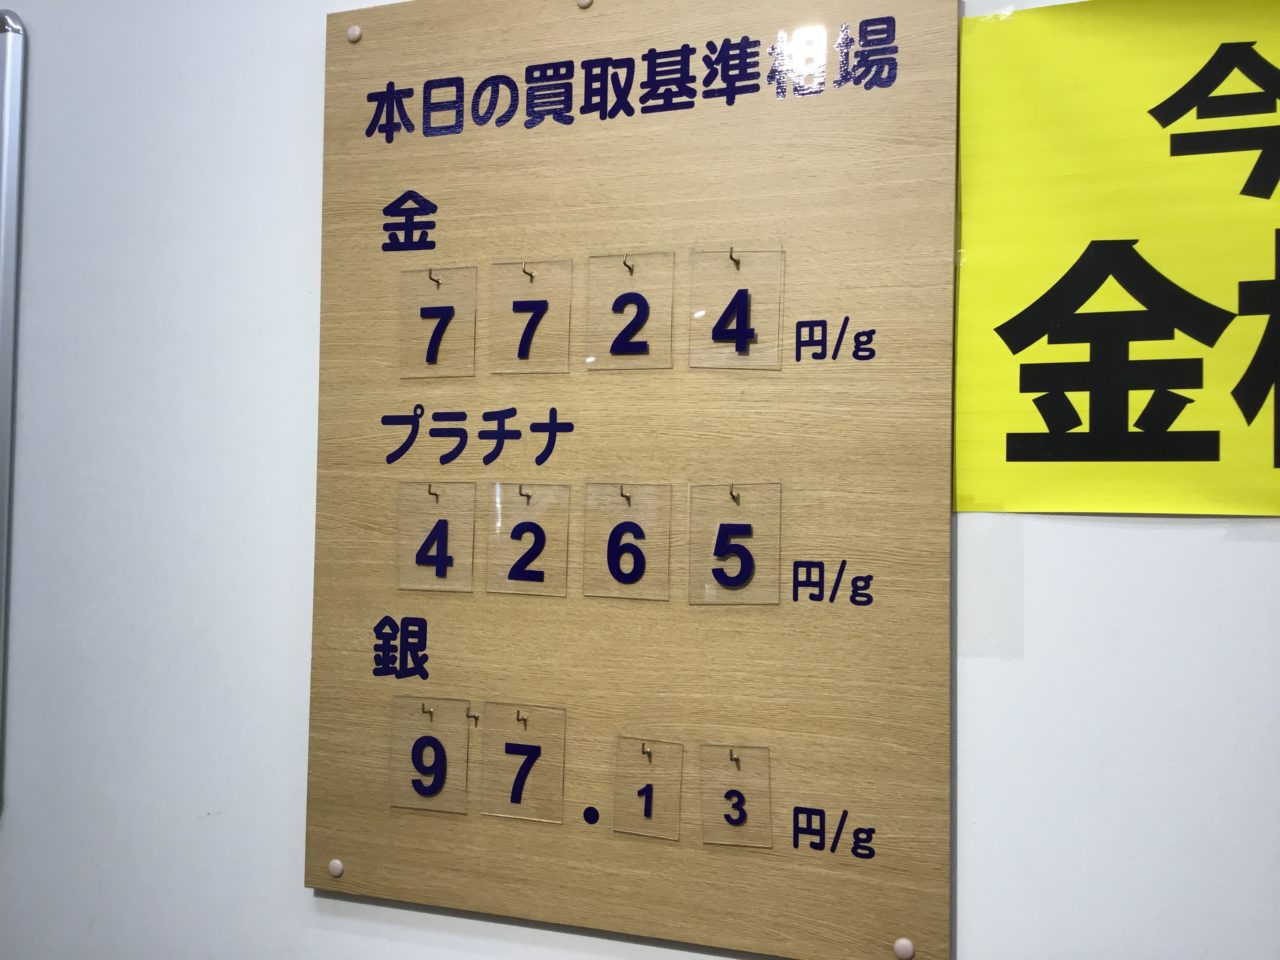 本日の買取基準相場
金
7724円/g
プラチナ
4265円/g
銀
97.13円/g
今
金